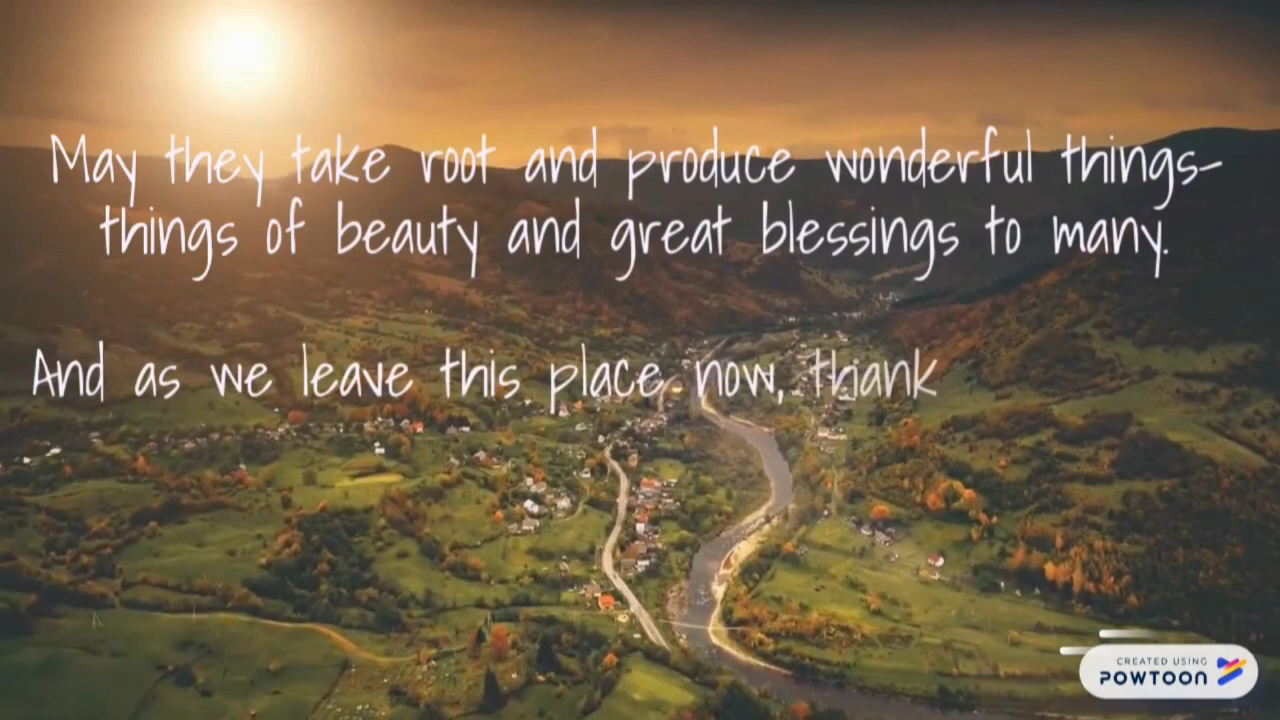 May they take root and produce wonderful things-
things of beauty and great blessings to many.
And as we leave this place now, thank
CREATED USING
POWTOON